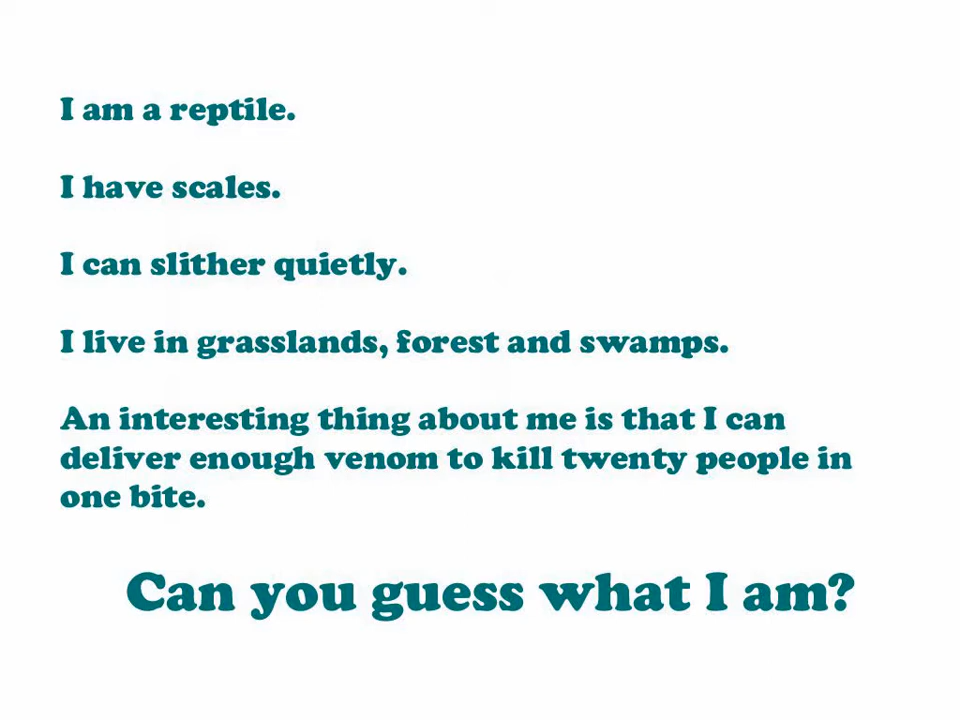 I am a reptile.
I have scales.
I can slither quietly.
I live in grasslands, forest and swamps.
An interesting thing about me is that I can
deliver enough venom to kill twenty people in
one bite.
Can you guess what I am?